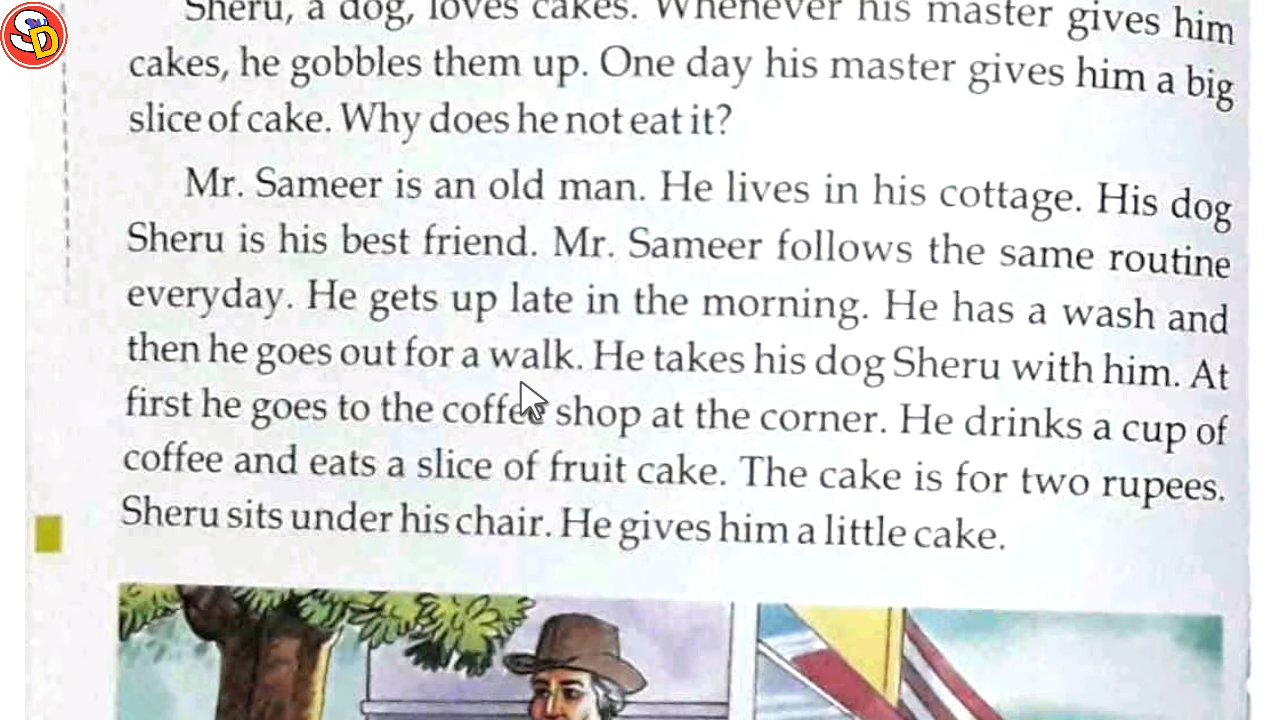 SD
Sheru, a dog, loves cakes. Whenever his master gives him
cakes, he gobbles them up. One day his master gives him a big
slice of cake. Why does he not eat it?
Mr. Sameer is an old man. He lives in his cottage. His dog
Sheru is his best friend. Mr. Sameer follows the same routine
everyday. He gets up late in the morning. He has a wash and
then he goes out for a walk. He takes his dog Sheru with him. At
first he goes to the coffee shop at the corner. He drinks a cup of
coffee and eats a slice of fruit cake. The cake is for two rupees.
Sheru sits under his chair. He gives him a little cake.